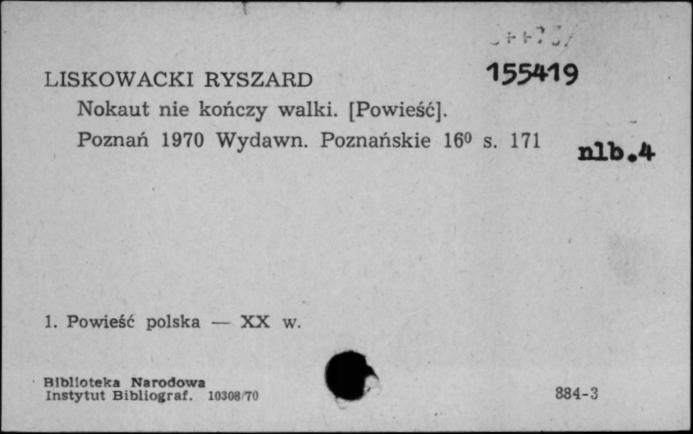 LISKOWACKI RYSZARD 155419
Nokaut nie kończy walki. [Powieść].
Poznań 1970 Wydawn. Poznańskie 16⁰ s. 171 nlb.4
1. Powieść polska — XX w.
Biblioteka Narodowa
Instytut Bibliograf. 10308/70 884-3